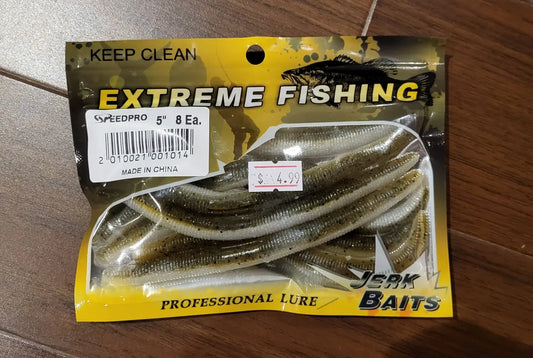 KEEP CLEAN
EXTREME FISHING
SPEEDPRO 5" 8 Ea.
2 010021 001014
MADE IN CHINA
$ 4.99
JERK
BAITS
PROFESSIONAL LURE